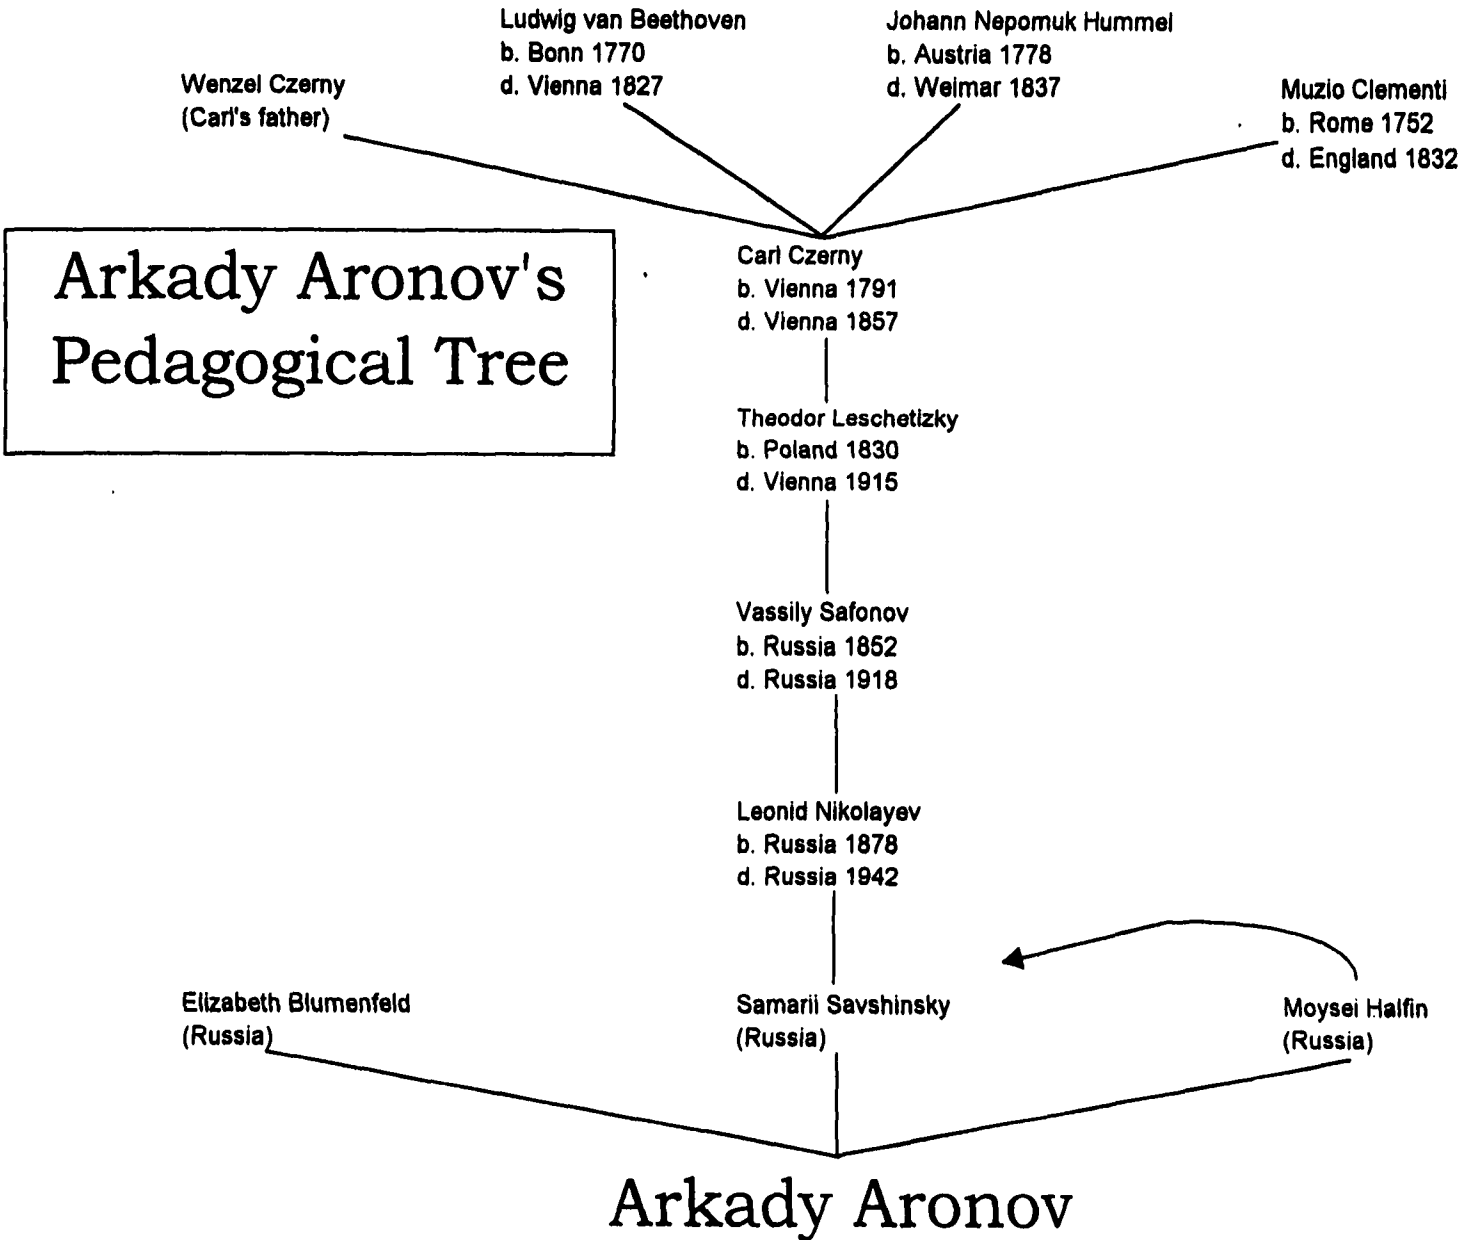 Ludwig van Beethoven
b. Bonn 1770
d. Vienna 1827
Johann Nepomuk Hummel
b. Austria 1778
d. Weimar 1837
Wenzel Czerny
(Carl's father)
Muzio Clementi
b. Rome 1752
d. England 1832
Arkady Aronov's
Pedagogical Tree
Carl Czerny
b. Vienna 1791
d. Vienna 1857
Theodor Leschetizky
b. Poland 1830
d. Vienna 1915
Vassily Safonov
b. Russia 1852
d. Russia 1918
Leonid Nikolayev
b. Russia 1878
d. Russia 1942
Elizabeth Blumenfeld
(Russia)
Samarii Savshinsky
(Russia)
Moysei Halfin
(Russia)
Arkady Aronov